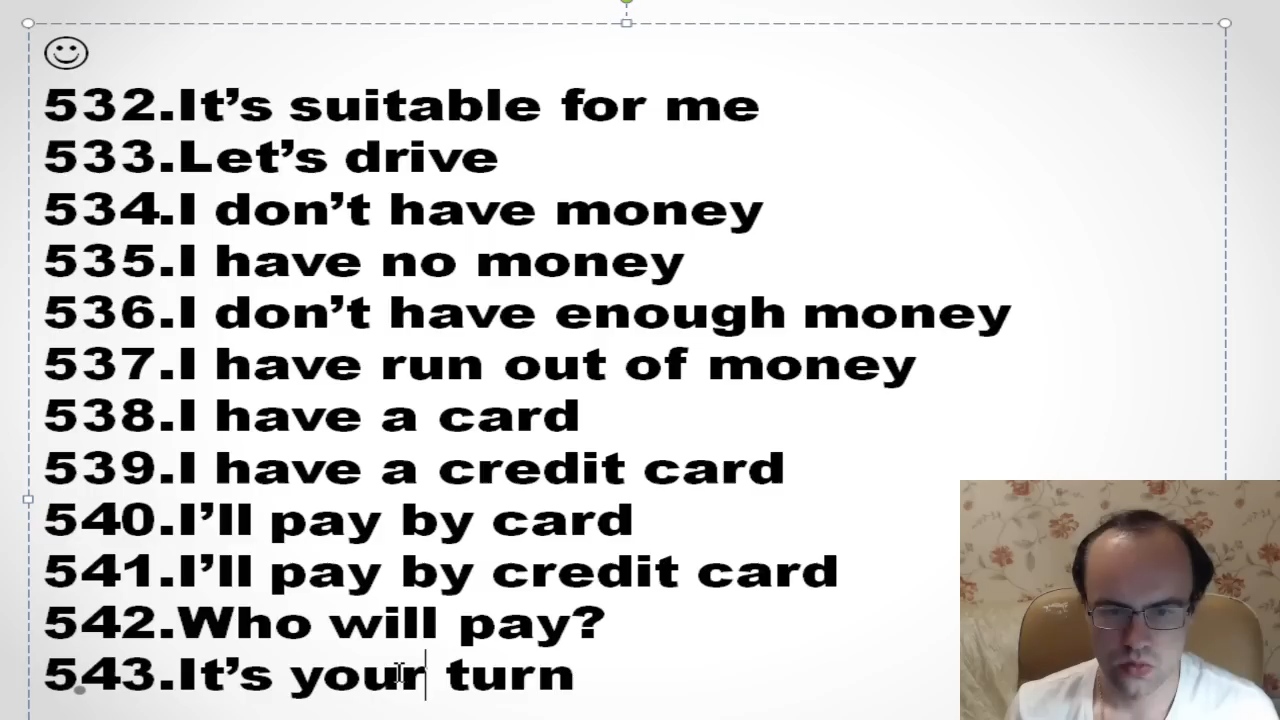 532.It’s suitable for me
533.Let’s drive
534.I don’t have money
535.I have no money
536.I don’t have enough money
537.I have run out of money
538.I have a card
539.I have a credit card
540.I’ll pay by card
541.I’ll pay by credit card
542.Who will pay?
543.It’s your turn